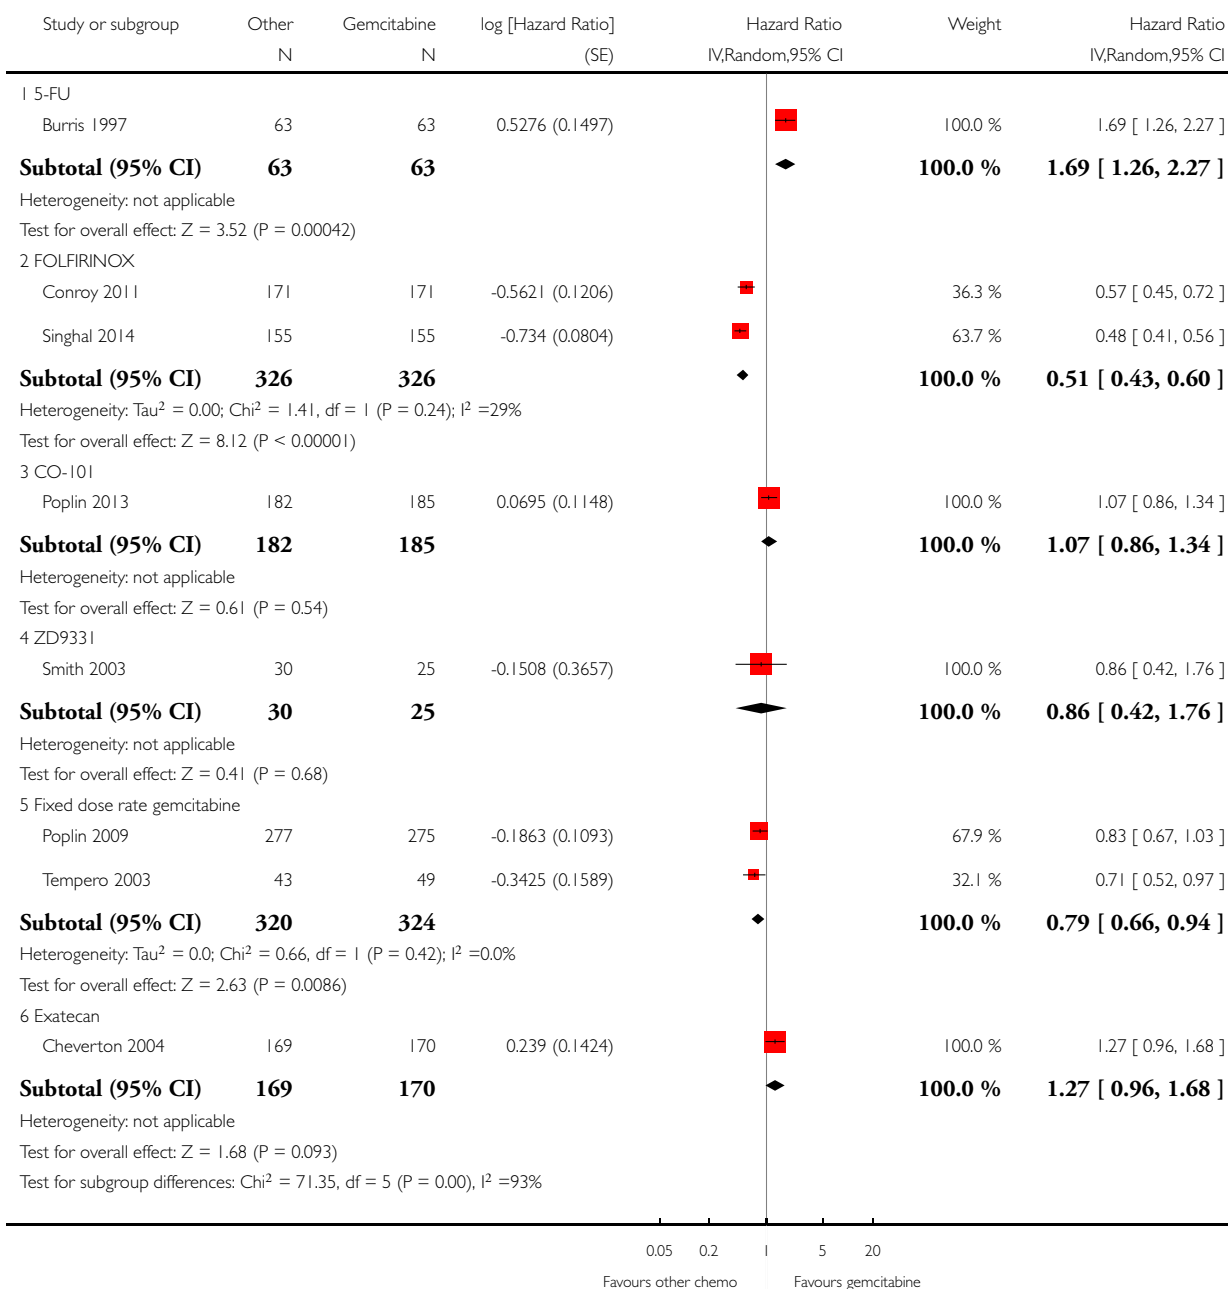 Study or subgroup Other Gemcitabine log [Hazard Ratio] Hazard Ratio Weight Hazard Ratio
N N (SE) IV,Random,95% CI IV,Random,95% CI
1 5-FU
Burris 1997 63 63 0.5276 (0.1497) 100.0 % 1.69 [ 1.26, 2.27 ]
Subtotal (95% CI) 63 63 100.0 % 1.69 [ 1.26, 2.27 ]
Heterogeneity: not applicable
Test for overall effect: Z = 3.52 (P = 0.00042)
2 FOLFIRINOX
Conroy 2011 171 171 -0.5621 (0.1206) 36.3 % 0.57 [ 0.45, 0.72 ]
Singhal 2014 155 155 -0.734 (0.0804) 63.7 % 0.48 [ 0.41, 0.56 ]
Subtotal (95% CI) 326 326 100.0 % 0.51 [ 0.43, 0.60 ]
Heterogeneity: Tau² = 0.00; Chi² = 1.41, df = 1 (P = 0.24); I² =29%
Test for overall effect: Z = 8.12 (P < 0.00001)
3 CO-101
Poplin 2013 182 185 0.0695 (0.1148) 100.0 % 1.07 [ 0.86, 1.34 ]
Subtotal (95% CI) 182 185 100.0 % 1.07 [ 0.86, 1.34 ]
Heterogeneity: not applicable
Test for overall effect: Z = 0.61 (P = 0.54)
4 ZD9331
Smith 2003 30 25 -0.1508 (0.3657) 100.0 % 0.86 [ 0.42, 1.76 ]
Subtotal (95% CI) 30 25 100.0 % 0.86 [ 0.42, 1.76 ]
Heterogeneity: not applicable
Test for overall effect: Z = 0.41 (P = 0.68)
5 Fixed dose rate gemcitabine
Poplin 2009 277 275 -0.1863 (0.1093) 67.9 % 0.83 [ 0.67, 1.03 ]
Tempero 2003 43 49 -0.3425 (0.1589) 32.1 % 0.71 [ 0.52, 0.97 ]
Subtotal (95% CI) 320 324 100.0 % 0.79 [ 0.66, 0.94 ]
Heterogeneity: Tau² = 0.0; Chi² = 0.66, df = 1 (P = 0.42); I² =0.0%
Test for overall effect: Z = 2.63 (P = 0.0086)
6 Exatecan
Cheverton 2004 169 170 0.239 (0.1424) 100.0 % 1.27 [ 0.96, 1.68 ]
Subtotal (95% CI) 169 170 100.0 % 1.27 [ 0.96, 1.68 ]
Heterogeneity: not applicable
Test for overall effect: Z = 1.68 (P = 0.093)
Test for subgroup differences: Chi² = 71.35, df = 5 (P = 0.00), I² =93%
0.05 0.2 1 5 20
Favours other chemo Favours gemcitabine